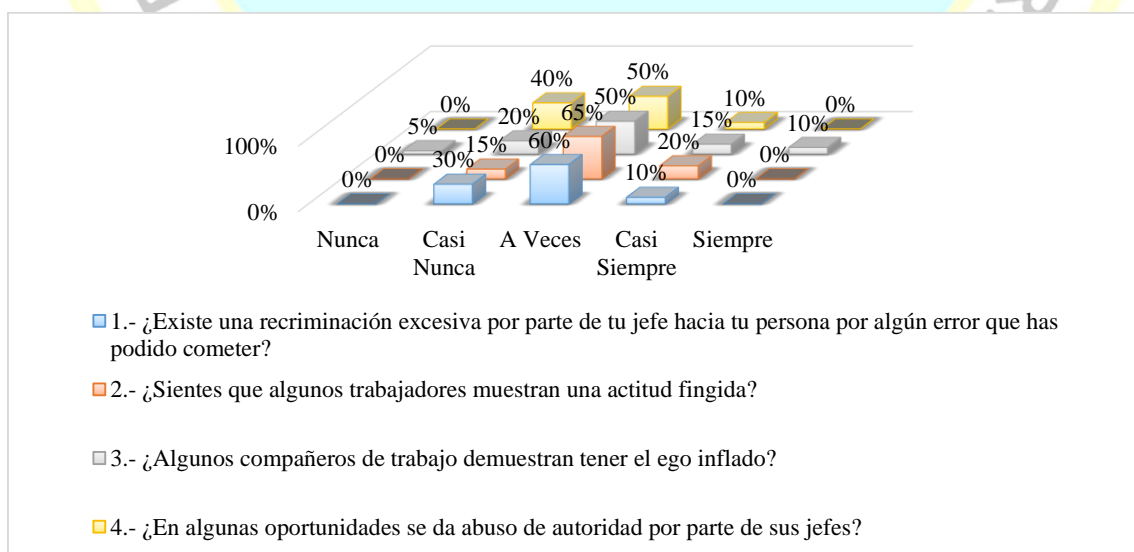 0% 40% 50% 10% 0%
5% 20% 50% 15% 10%
0% 15% 65% 20% 0%
0% 30% 60% 10% 0%
100%
0%
Nunca Casi Nunca A Veces Casi Siempre Siempre
1.- ¿Existe una recriminación excesiva por parte de tu jefe hacia tu persona por algún error que has
podido cometer?
2.- ¿Sientes que algunos trabajadores muestran una actitud fingida?
3.- ¿Algunos compañeros de trabajo demuestran tener el ego inflado?
4.- ¿En algunas oportunidades se da abuso de autoridad por parte de sus jefes?